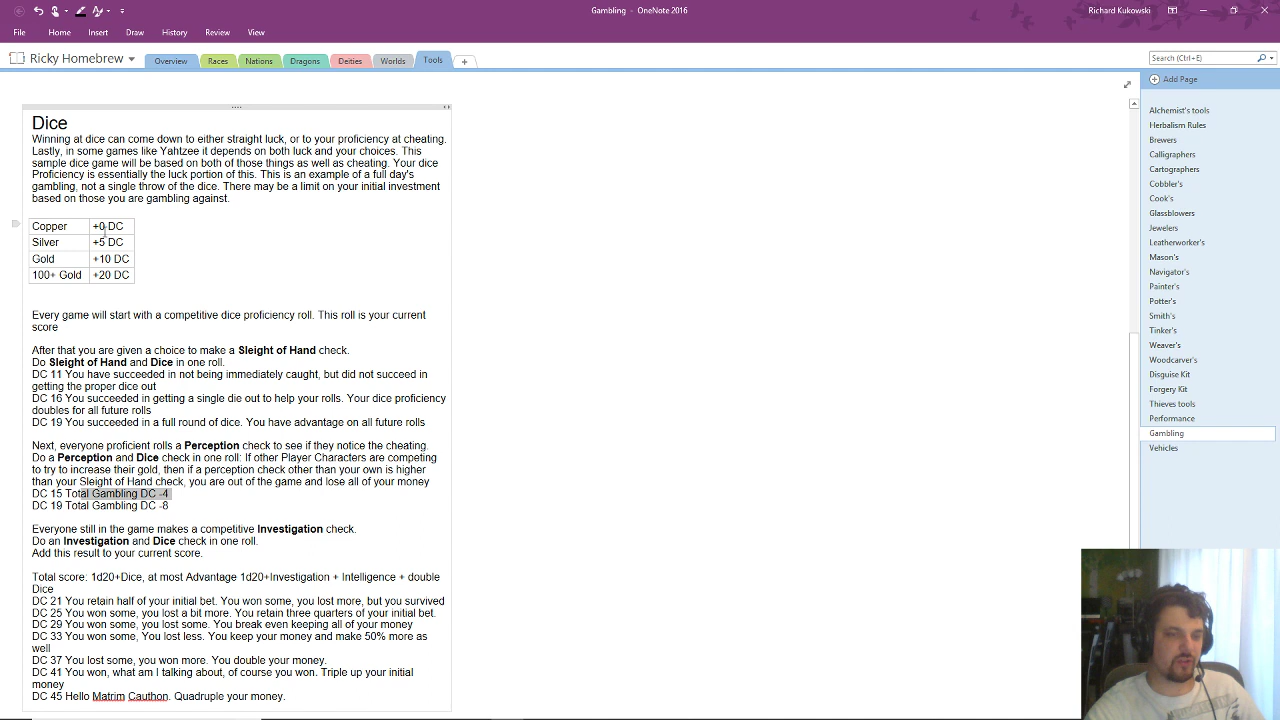 Gambling - OneNote 2016
Richard Kukowski
File Home Insert Draw History Review View
Ricky Homebrew
Overview Races Nations Dragons Deities Worlds Tools
Search (Ctrl+E)
Add Page
Dice
Winning at dice can come down to either straight luck, or to your proficiency at cheating.
Lastly, in some games like Yahtzee it depends on both luck and your choices. This
sample dice game will be based on both of those things as well as cheating. Your dice
Proficiency is essentially the luck portion of this. This is an example of a full day's
gambling, not a single throw of the dice. There may be a limit on your initial investment
based on those you are gambling against.
Copper +0 DC
Silver +5 DC
Gold +10 DC
100+ Gold +20 DC
Every game will start with a competitive dice proficiency roll. This roll is your current
score
After that you are given a choice to make a Sleight of Hand check.
Do Sleight of Hand and Dice in one roll.
DC 11 You have succeeded in not being immediately caught, but did not succeed in
getting the proper dice out
DC 16 You succeeded in getting a single die out to help your rolls. Your dice proficiency
doubles for all future rolls
DC 19 You succeeded in a full round of dice. You have advantage on all future rolls
Next, everyone proficient rolls a Perception check to see if they notice the cheating.
Do a Perception and Dice check in one roll: If other Player Characters are competing
to try to increase their gold, then if a perception check other than your own is higher
than your Sleight of Hand check, you are out of the game and lose all of your money
DC 15 Total Gambling DC -4
DC 19 Total Gambling DC -8
Everyone still in the game makes a competitive Investigation check.
Do an Investigation and Dice check in one roll.
Add this result to your current score.
Total score: 1d20+Dice, at most Advantage 1d20+Investigation + Intelligence + double
Dice
DC 21 You retain half of your initial bet. You won some, you lost more, but you survived
DC 25 You won some, you lost a bit more. You retain three quarters of your initial bet.
DC 29 You won some, you lost some. You break even keeping all of your money
DC 33 You won some, You lost less. You keep your money and make 50% more as
well
DC 37 You lost some, you won more. You double your money.
DC 41 You won, what am I talking about, of course you won. Triple up your initial
money
DC 45 Hello Matrim Cauthon. Quadruple your money.
Alchemist's tools
Herbalism Rules
Brewers
Calligraphers
Cartographers
Cobbler's
Cook's
Glassblowers
Jewelers
Leatherworker's
Mason's
Navigator's
Painter's
Potter's
Smith's
Tinker's
Weaver's
Woodcarver's
Disguise Kit
Forgery Kit
Thieves tools
Performance
Gambling
Vehicles